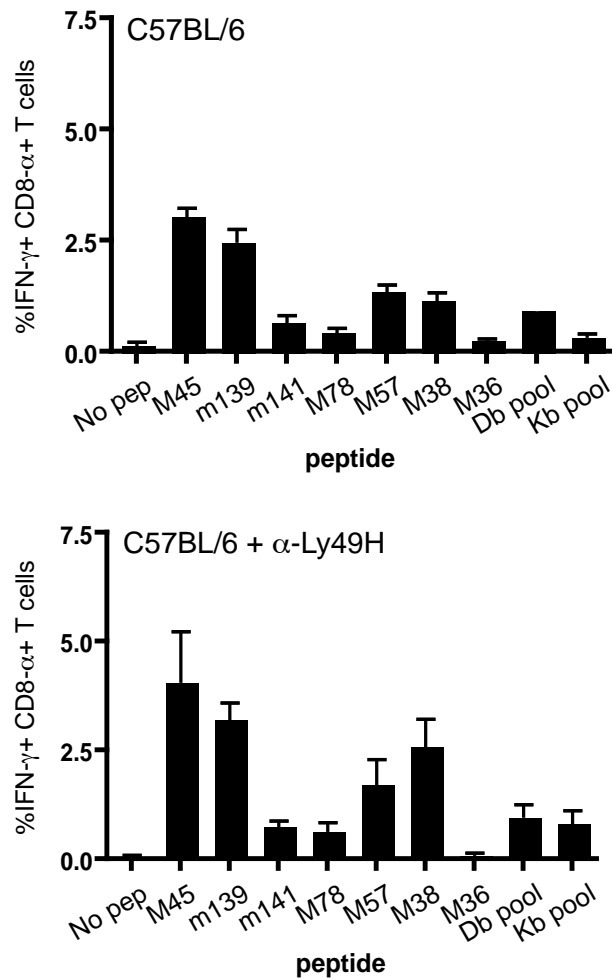 C57BL/6
%IFN-γ+ CD8-α+ T cells
7.5
5.0
2.5
0.0
No pep
M45
m139
m141
M78
M57
M38
M36
Db pool
Kb pool
peptide
C57BL/6 + α-Ly49H
%IFN-γ+ CD8-α+ T cells
7.5
5.0
2.5
0.0
No pep
M45
m139
m141
M78
M57
M38
M36
Db pool
Kb pool
peptide